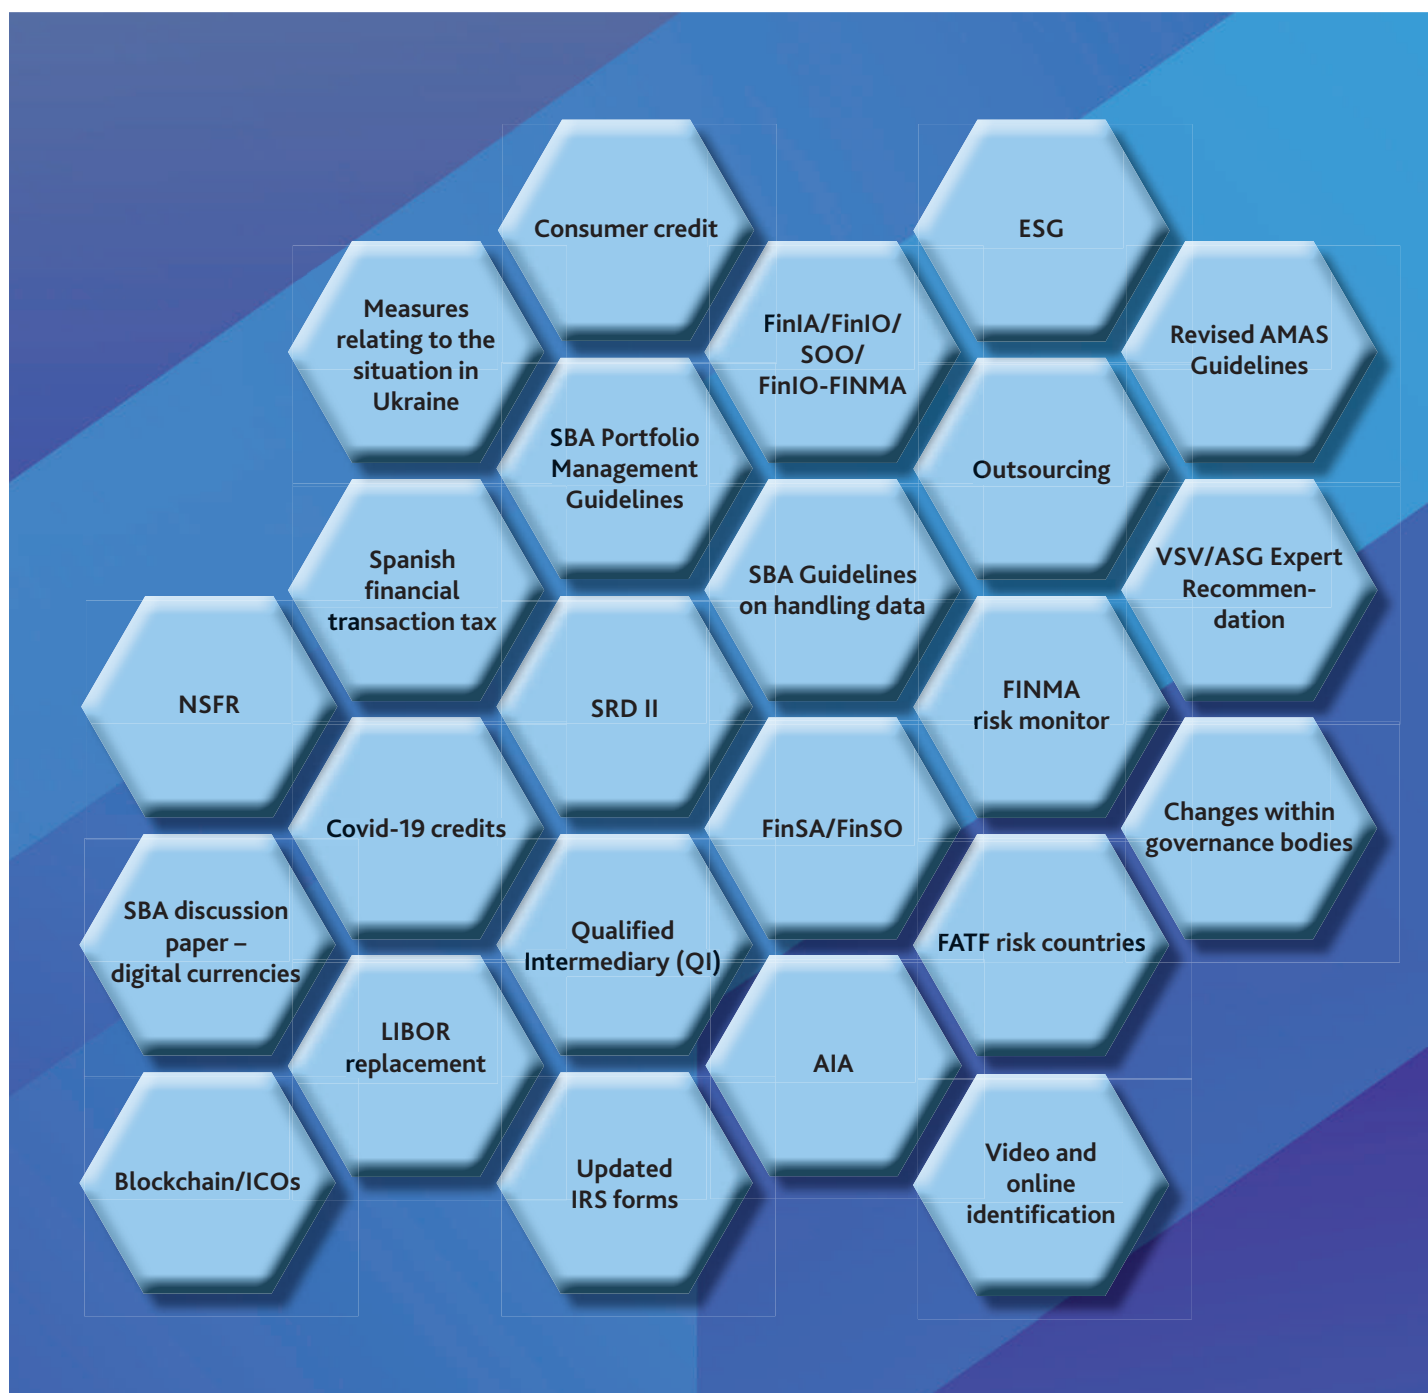 Consumer credit
ESG
Measures
relating to the
situation in
Ukraine
FinIA/FinIO/
SOO/
FinIO-FINMA
Revised AMAS
Guidelines
SBA Portfolio
Management
Guidelines
Outsourcing
Spanish
financial
transaction tax
SBA Guidelines
on handling data
VSV/ASG Expert
Recommen-
dation
NSFR
SRD II
FINMA
risk monitor
Covid-19 credits
FinSA/FinSO
Changes within
governance bodies
SBA discussion
paper –
digital currencies
Qualified
Intermediary (QI)
FATF risk countries
LIBOR
replacement
AIA
Blockchain/ICOs
Updated
IRS forms
Video and
online
identification